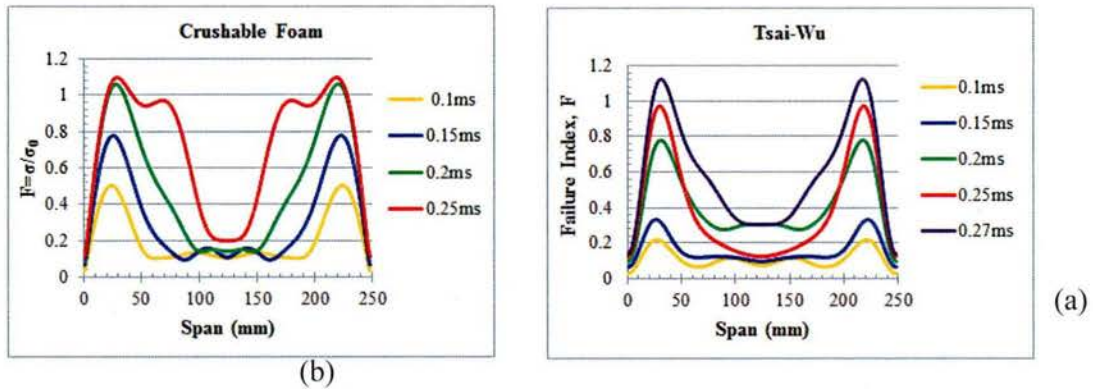 Crushable Foam
F=σ/σ0
1.2
1
0.8
0.6
0.4
0.2
0
0 50 100 150 200 250
Span (mm)
0.1ms
0.15ms
0.2ms
0.25ms
(b)
Tsai-Wu
Failure Index, F
1.2
1
0.8
0.6
0.4
0.2
0
0 50 100 150 200 250
Span (mm)
0.1ms
0.15ms
0.2ms
0.25ms
0.27ms
(a)